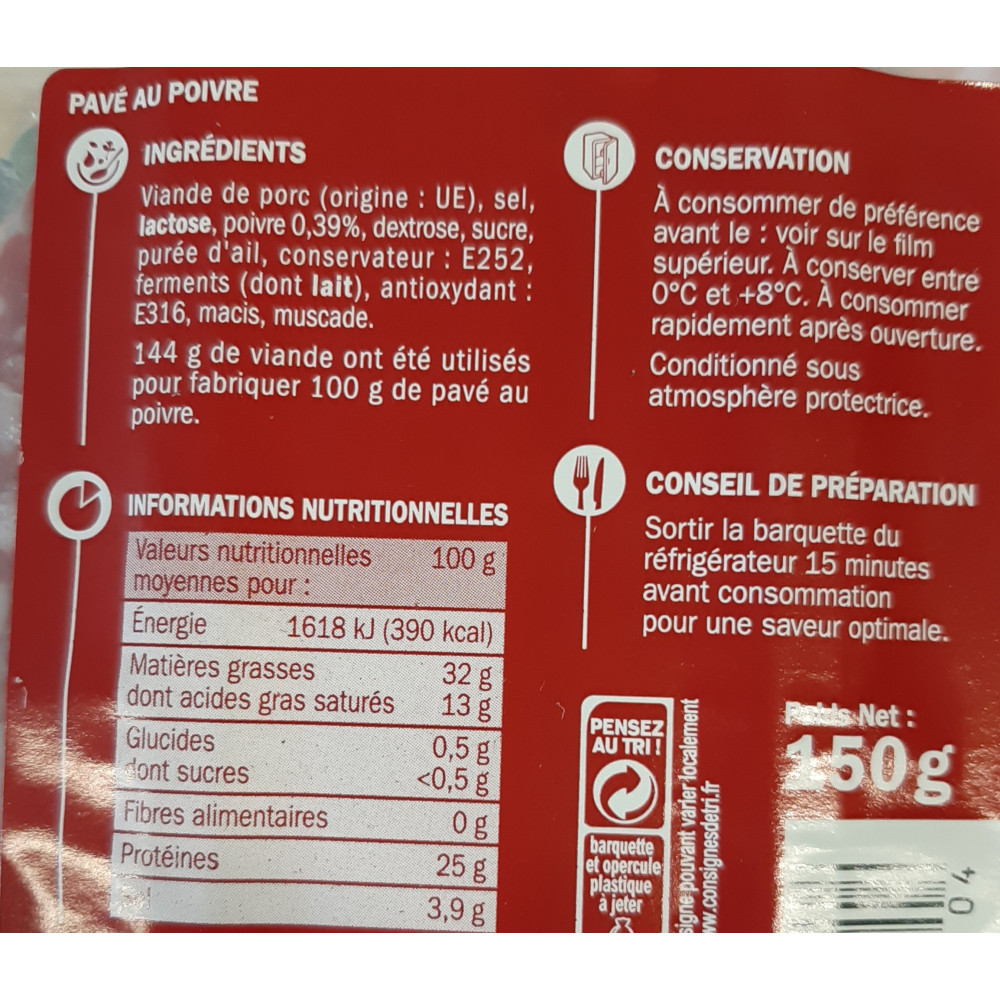 PAVÉ AU POIVRE
INGRÉDIENTS
Viande de porc (origine : UE), sel,
lactose, poivre 0,39%, dextrose, sucre,
purée d'ail, conservateur : E252,
ferments (dont lait), antioxydant :
E316, macis, muscade.
144 g de viande ont été utilisés
pour fabriquer 100 g de pavé au
poivre.
INFORMATIONS NUTRITIONNELLES
Valeurs nutritionnelles 100 g
moyennes pour :
Énergie 1618 kJ (390 kcal)
Matières grasses 32 g
dont acides gras saturés 13 g
Glucides 0,5 g
dont sucres <0,5 g
Fibres alimentaires 0 g
Protéines 25 g
3,9 g
CONSERVATION
À consommer de préférence
avant le : voir sur le film
supérieur. À conserver entre
0°C et +8°C. À consommer
rapidement après ouverture.
Conditionné sous
atmosphère protectrice.
CONSEIL DE PRÉPARATION
Sortir la barquette du
réfrigérateur 15 minutes
avant consommation
pour une saveur optimale.
PENSEZ
AU TRI !
barquette
et opercule
plastique
à jeter
signe pouvant varier localement
w.consignesdetri.fr
Net :
150g
04